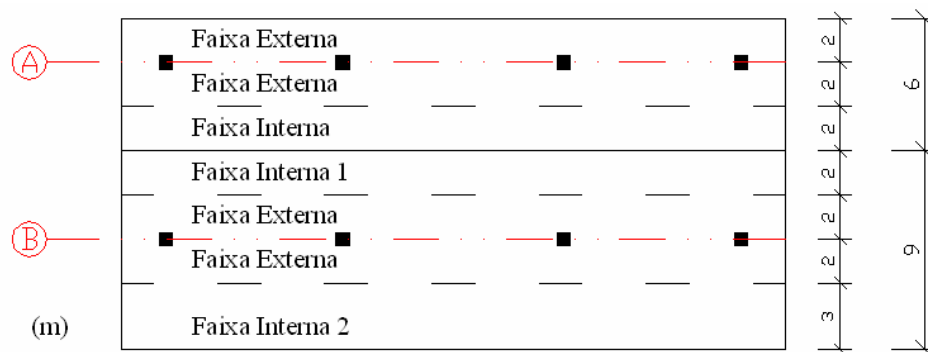 Faixa Externa
2
A
Faixa Externa
2
6
Faixa Interna
2
Faixa Interna 1
2
Faixa Externa
2
B
Faixa Externa
2
9
(m)
Faixa Interna 2
3